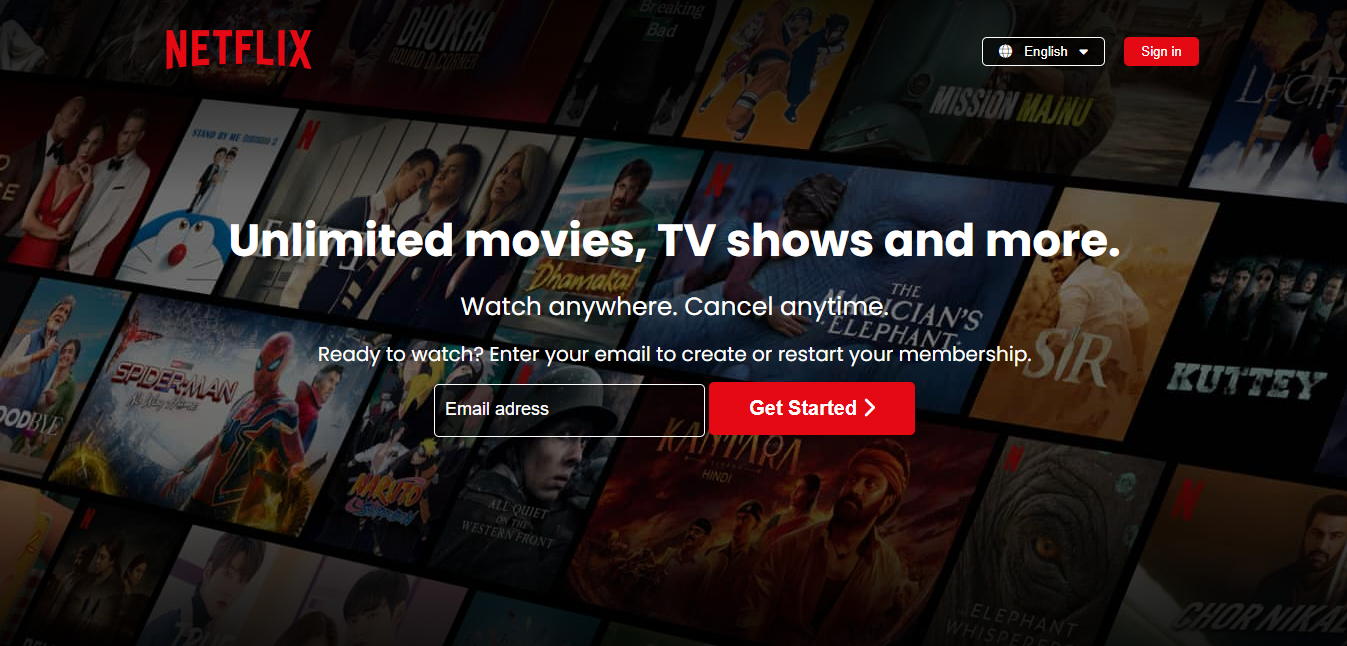 NETFLIX
English
Sign in
DHOKHA
ROUND D CORNER
Breaking
Bad
MISSION MAJNU
STAND BY ME DORAEMON 2
Unlimited movies, TV shows and more.
Dhamaka!
Watch anywhere. Cancel anytime.
THE
MAGICIAN'S
ELEPHANT
Ready to watch? Enter your email to create or restart your membership.
SIR
KUTTEY
SPIDER-MAN
No Way Home
OODBYE
Email adress
Get Started
KANTARA
HINDI
NARUTO
ALL QUIET
ON THE
WESTERN FRONT
ELEPHANT
WHISPERERS
CHOR NIKAL
TRUE